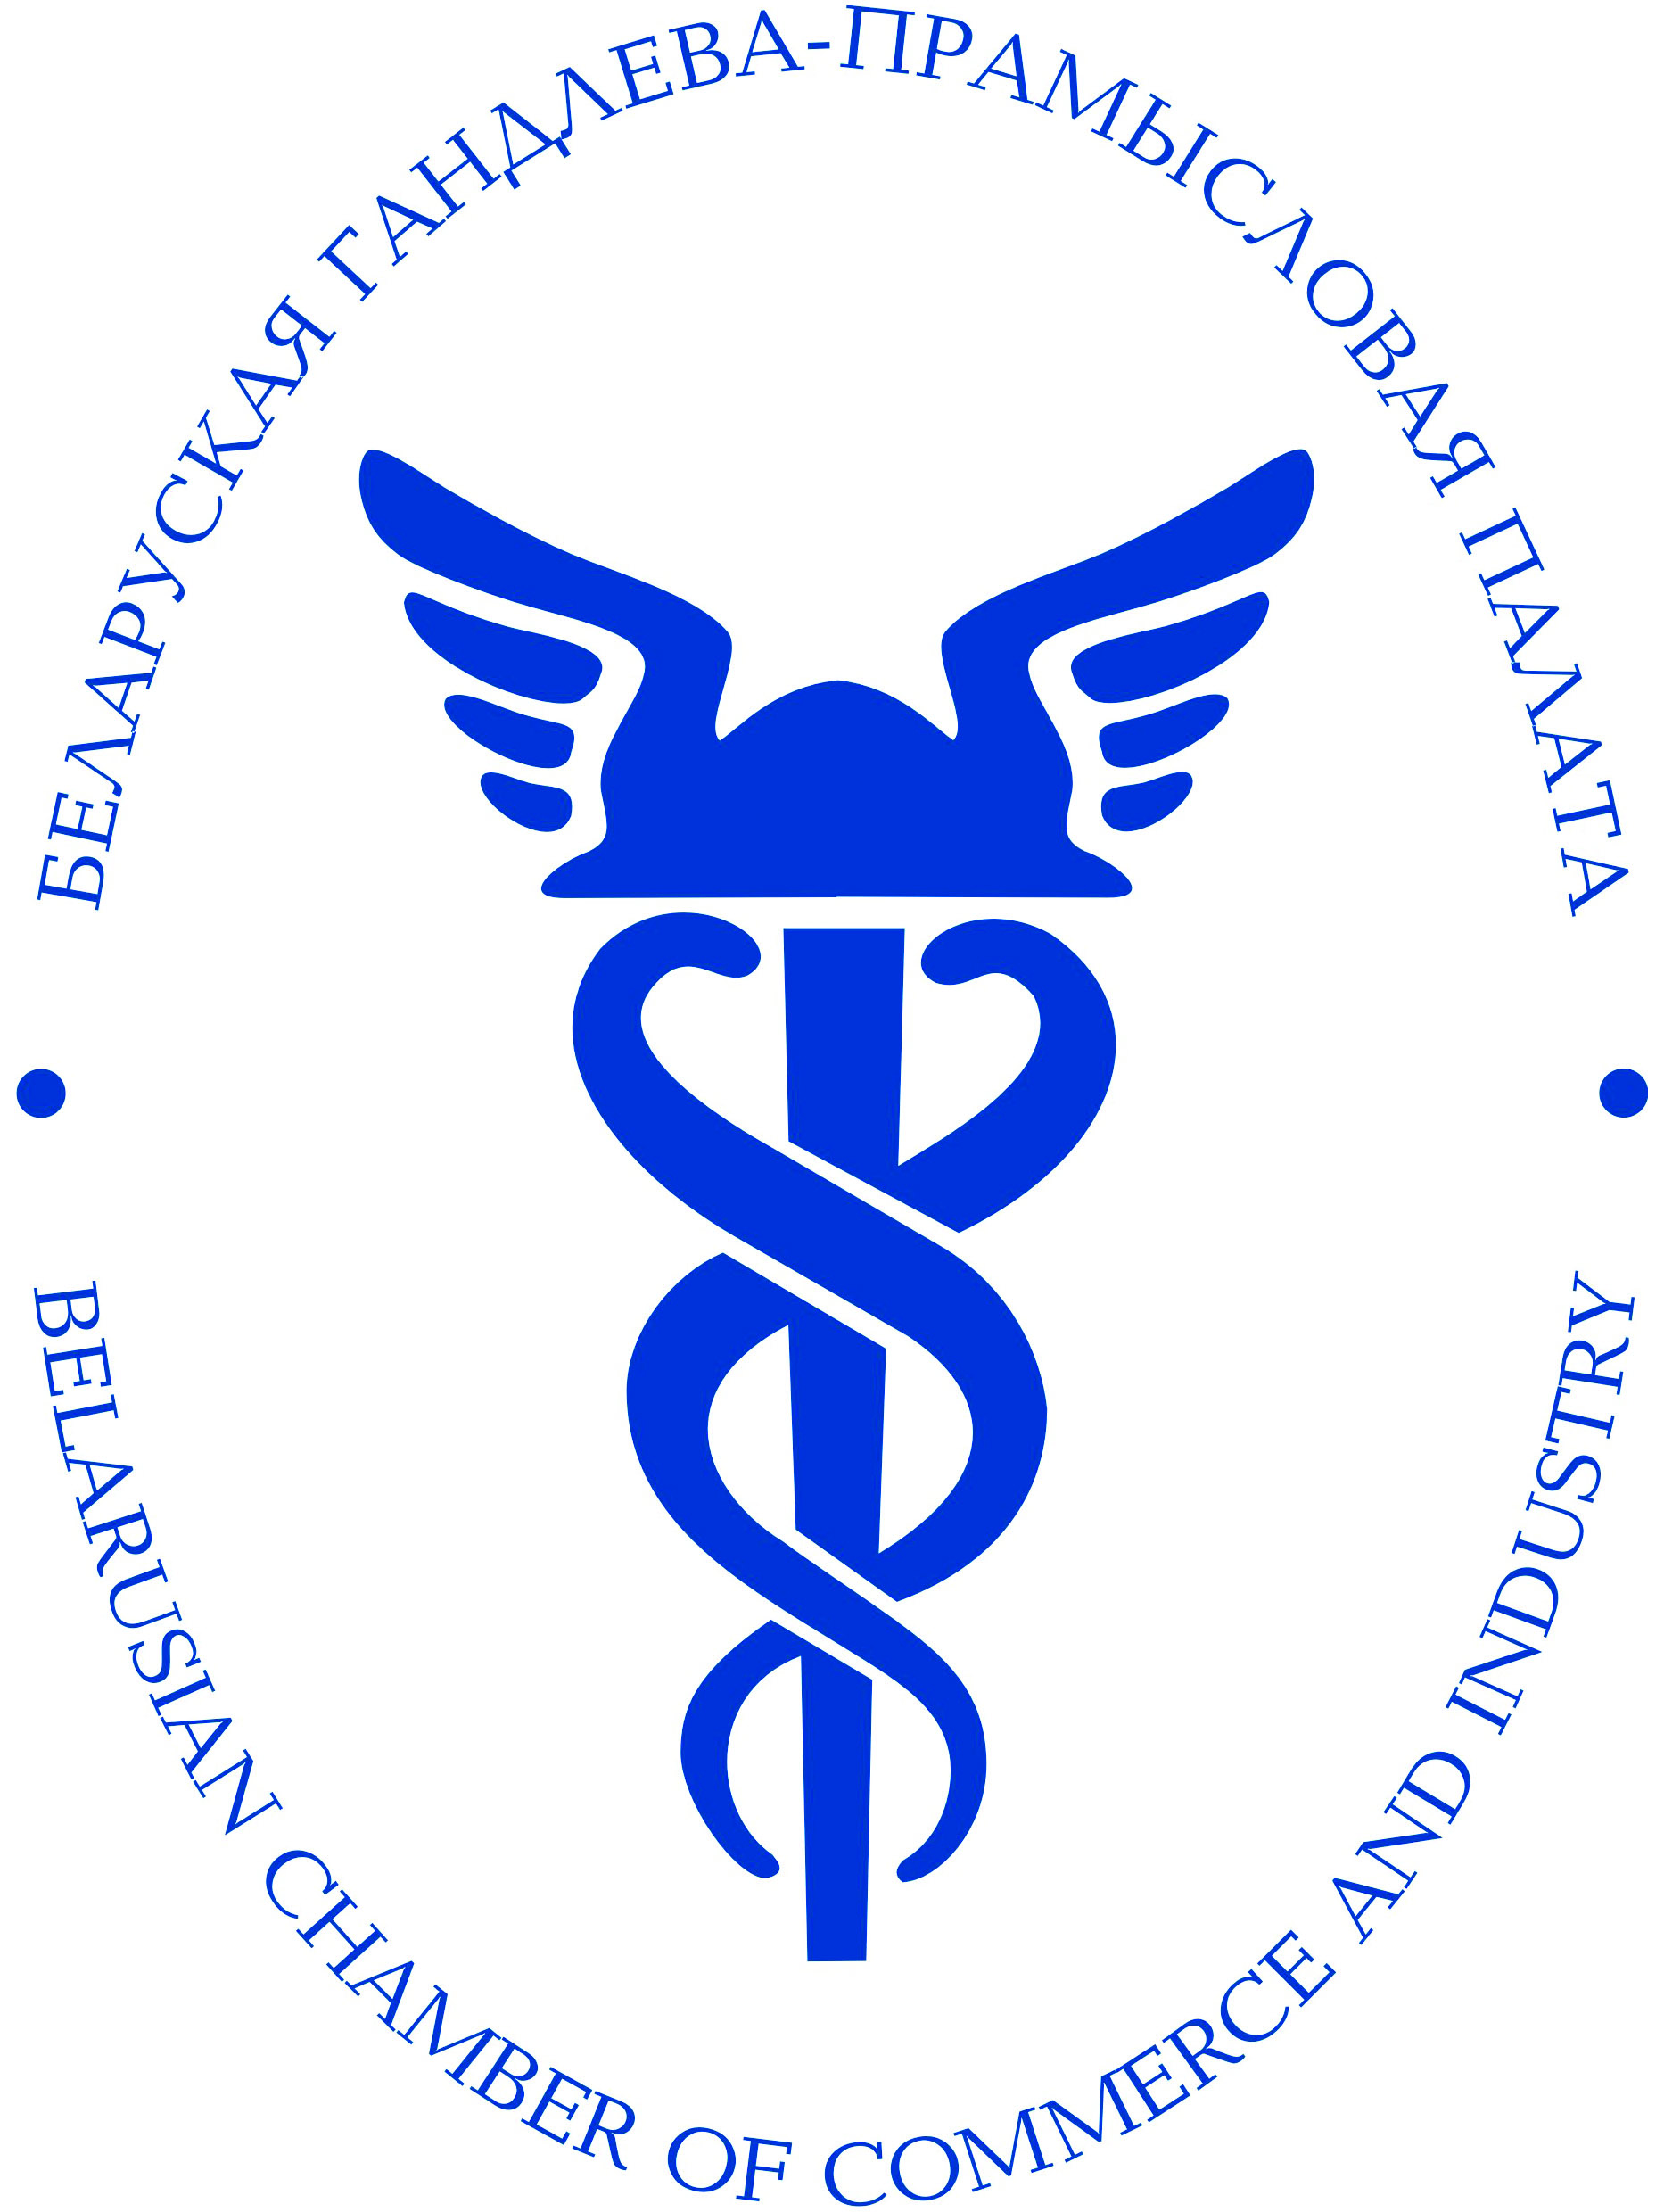 БЕЛАРУСКАЯ ГАНДЛЕВА-ПРАМЫСЛОВАЯ ПАЛАТА
BELARUSIAN CHAMBER OF COMMERCE AND INDUSTRY